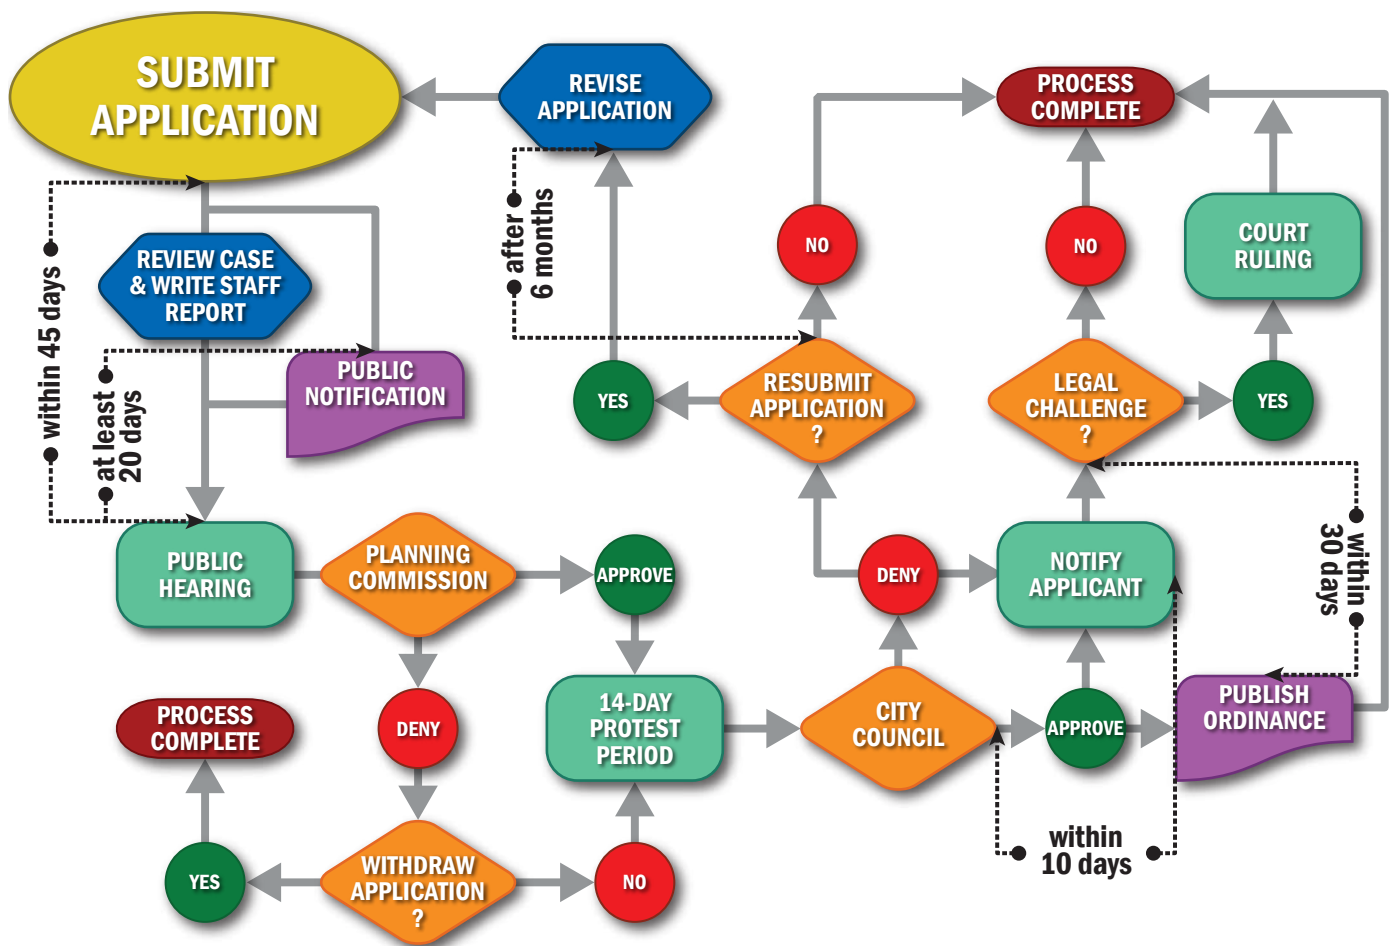 SUBMIT
APPLICATION
REVISE
APPLICATION
PROCESS
COMPLETE
after
6 months
NO
NO
COURT
RULING
within 45 days
REVIEW CASE
& WRITE STAFF
REPORT
PUBLIC
NOTIFICATION
at least
20 days
YES
RESUBMIT
APPLICATION
?
LEGAL
CHALLENGE
?
YES
PUBLIC
HEARING
PLANNING
COMMISSION
APPROVE
DENY
NOTIFY
APPLICANT
within
30 days
PROCESS
COMPLETE
DENY
14-DAY
PROTEST
PERIOD
CITY
COUNCIL
APPROVE
PUBLISH
ORDINANCE
within
10 days
YES
WITHDRAW
APPLICATION
?
NO